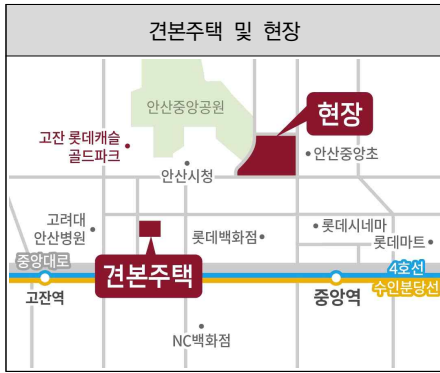 견본주택 및 현장
안산중앙공원
현장
고잔 롯데캐슬
골드파크
안산중앙초
안산시청
고려대
안산병원
롯데백화점
롯데시네마
롯데마트
중앙대로
견본주택
4호선
수인분당선
고잔역
중앙역
NC백화점